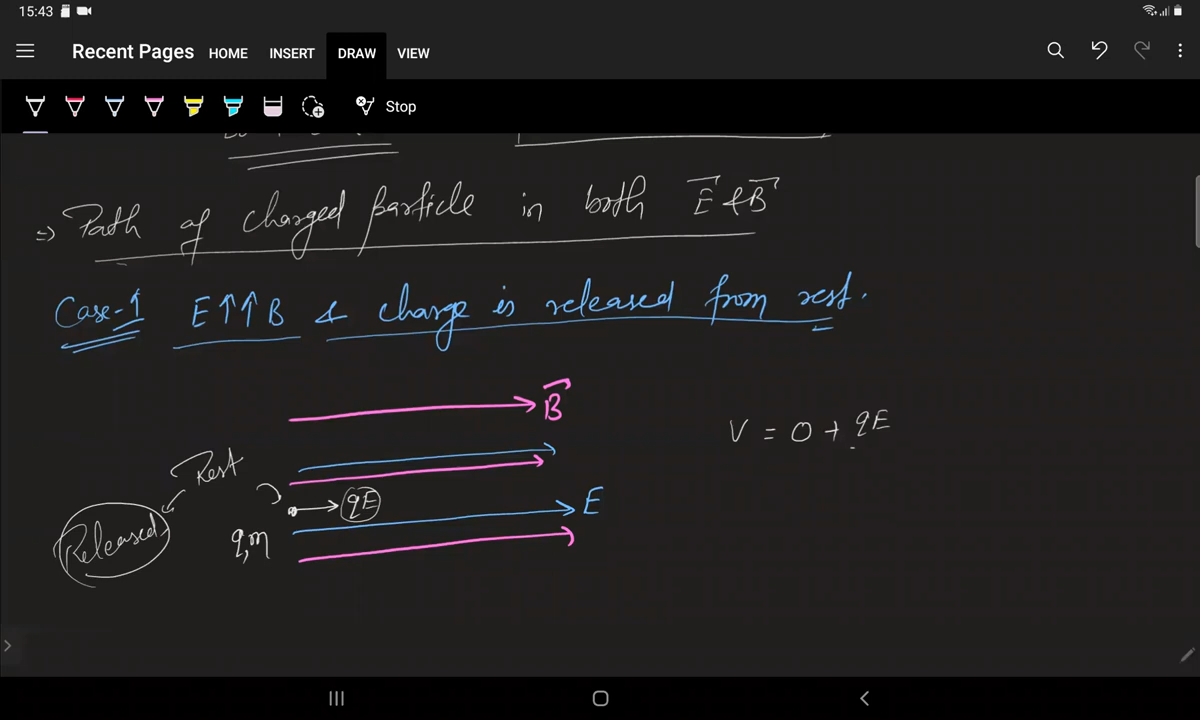 15:43
Recent Pages HOME INSERT DRAW VIEW
Stop
=> Path of charged particle in both E & B
Case-1 E↑↑B & charge is released from rest.
B
V = 0 + qE
Rest
qE
E
Released
q,m